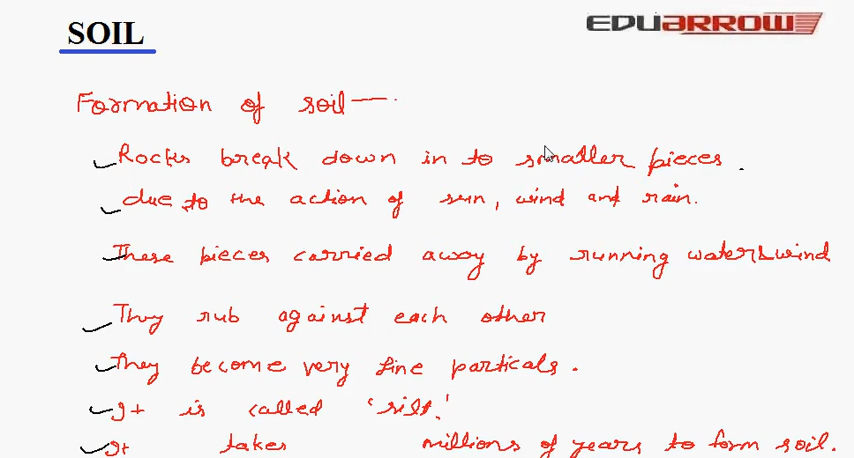 SOIL
EDUARROW
Formation of soil —
Rocks break down in to smaller pieces.
due to the action of sun, wind and rain.
These pieces carried away by running water & wind
They rub against each other
They become very fine particals.
It is called 'silt'
It takes millions of years to form soil.